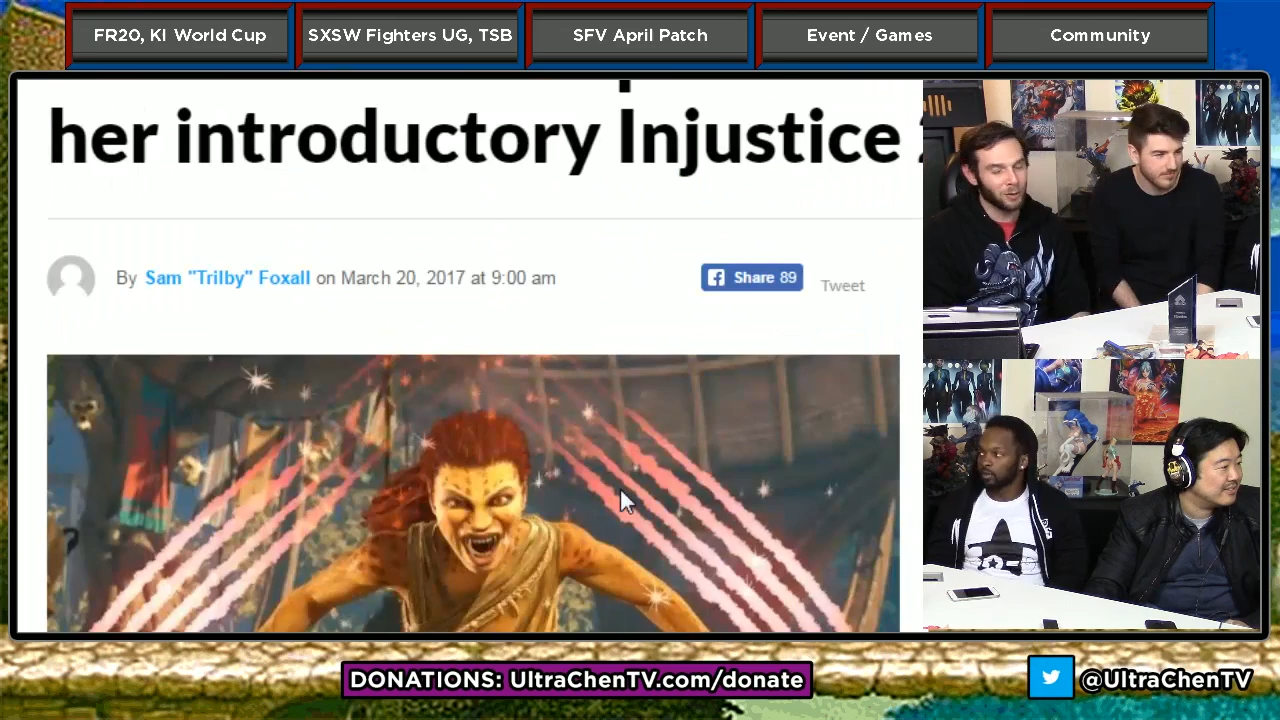 FR20, KI World Cup
SXSW Fighters UG, TSB
SFV April Patch
Event / Games
Community
her introductory Injustice
By Sam "Trilby" Foxall on March 20, 2017 at 9:00 am
Share 89
Tweet
DONATIONS: UltraChenTV.com/donate
@UltraChenTV